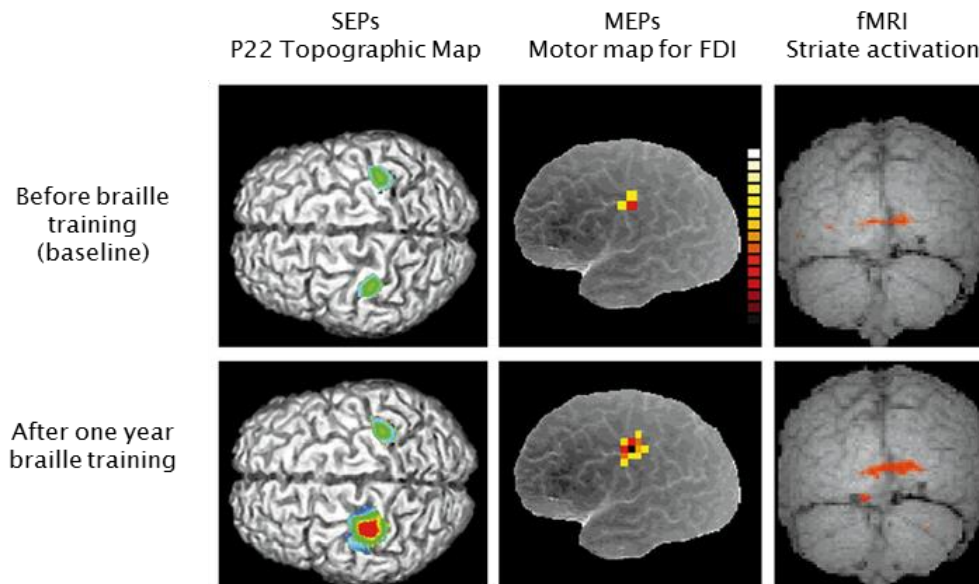 SEPs
P22 Topographic Map
MEPs
Motor map for FDI
fMRI
Striate activation
Before braille
training
(baseline)
After one year
braille training